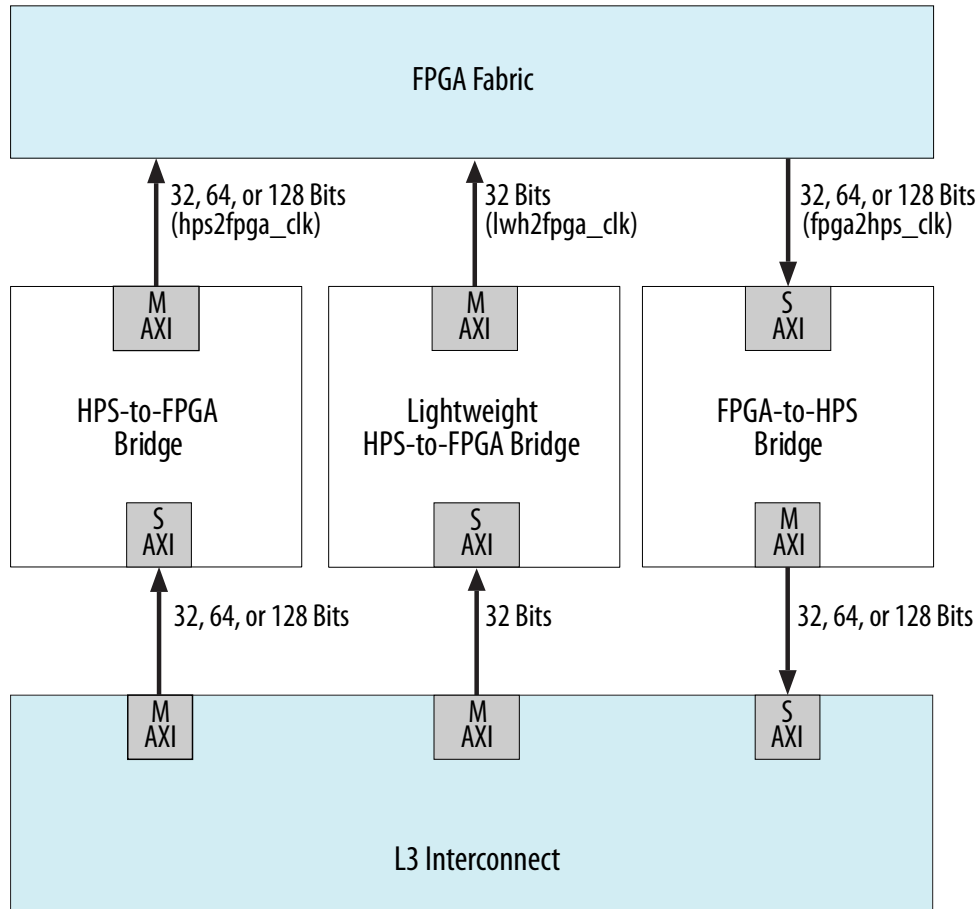 FPGA Fabric
32, 64, or 128 Bits
(hps2fpga_clk)
32 Bits
(lwh2fpga_clk)
32, 64, or 128 Bits
(fpga2hps_clk)
M
AXI
M
AXI
S
AXI
HPS-to-FPGA
Bridge
Lightweight
HPS-to-FPGA Bridge
FPGA-to-HPS
Bridge
S
AXI
S
AXI
M
AXI
32, 64, or 128 Bits
32 Bits
32, 64, or 128 Bits
M
AXI
M
AXI
S
AXI
L3 Interconnect